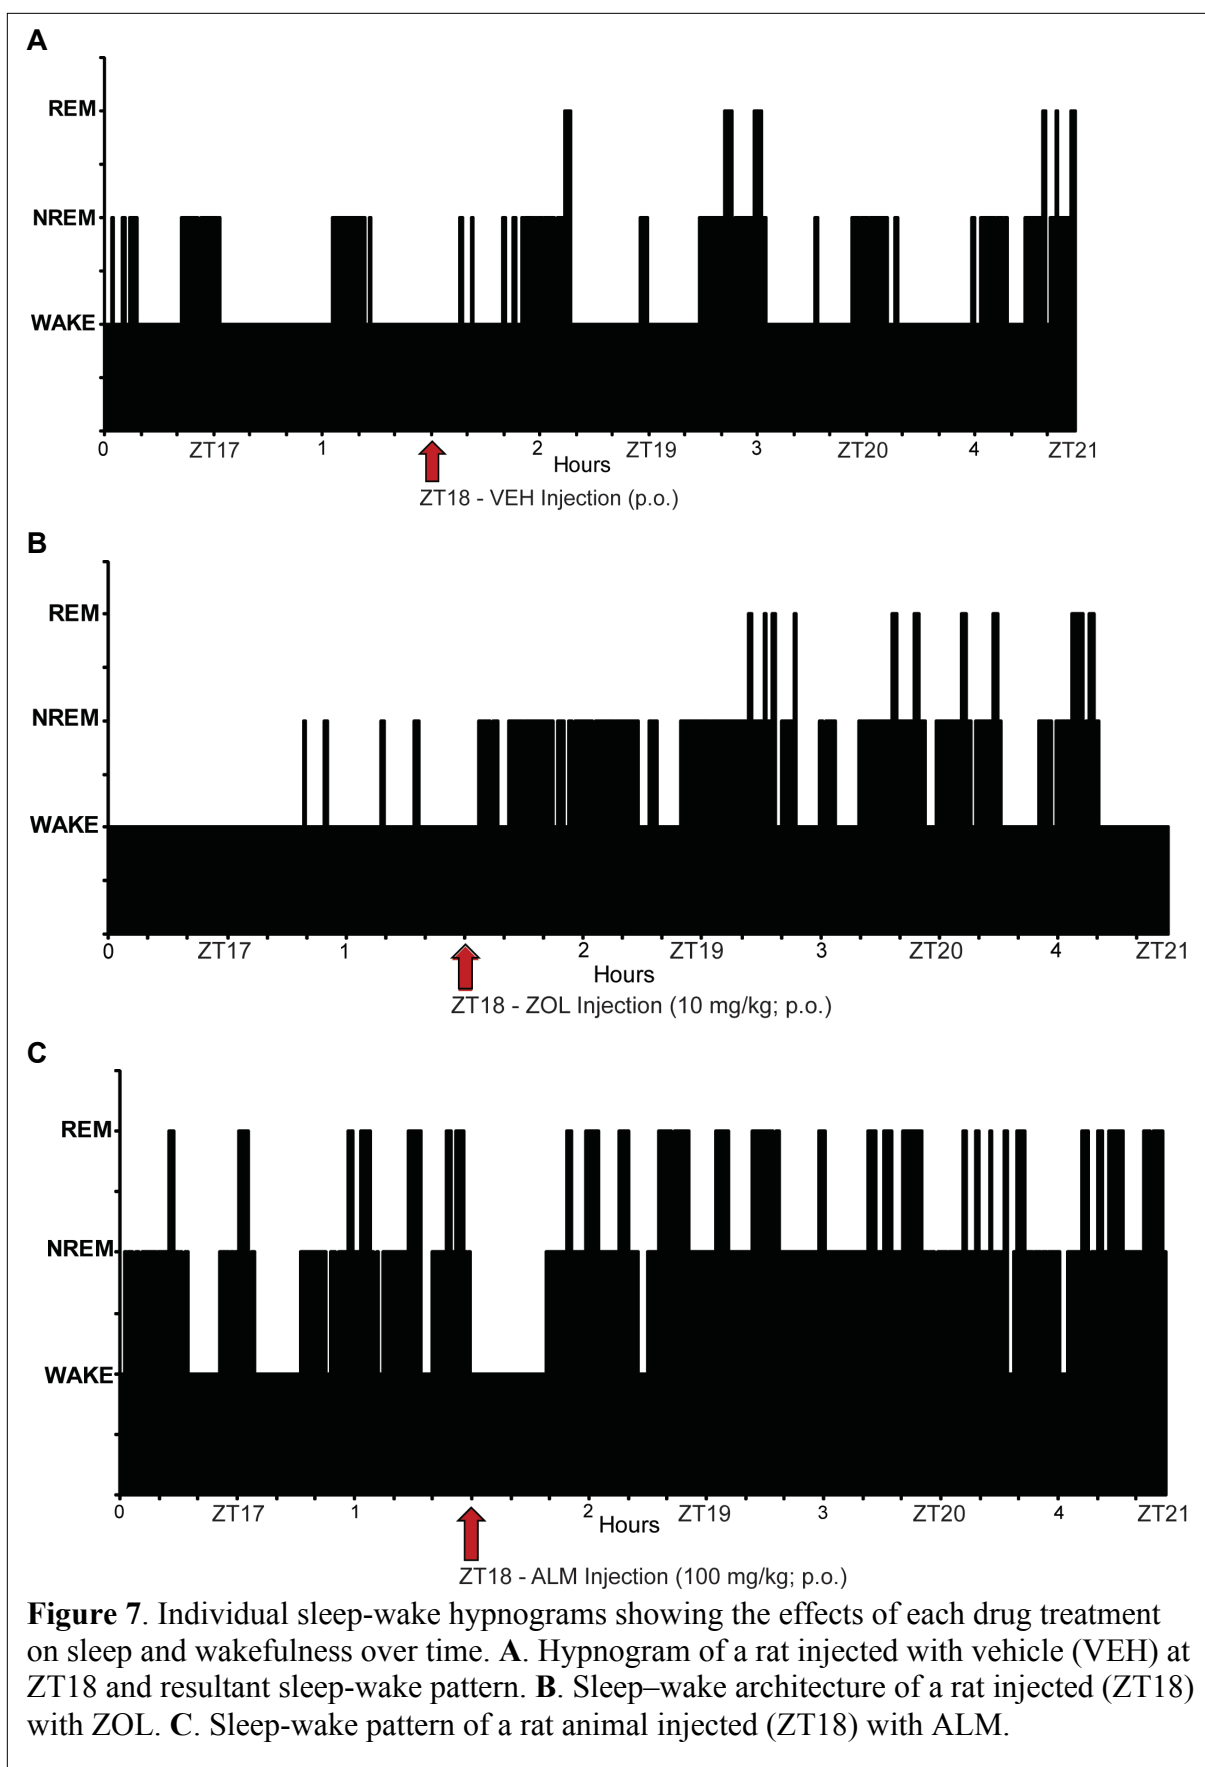 A
REM
NREM
WAKE
0 ZT17 1 2 ZT19 3 ZT20 4 ZT21
Hours
ZT18 - VEH Injection (p.o.)
B
REM
NREM
WAKE
0 ZT17 1 2 ZT19 3 ZT20 4 ZT21
Hours
ZT18 - ZOL Injection (10 mg/kg; p.o.)
C
REM
NREM
WAKE
0 ZT17 1 2 ZT19 3 ZT20 4 ZT21
Hours
ZT18 - ALM Injection (100 mg/kg; p.o.)
Figure 7. Individual sleep-wake hypnograms showing the effects of each drug treatment
on sleep and wakefulness over time. A. Hypnogram of a rat injected with vehicle (VEH) at
ZT18 and resultant sleep-wake pattern. B. Sleep–wake architecture of a rat injected (ZT18)
with ZOL. C. Sleep-wake pattern of a rat animal injected (ZT18) with ALM.